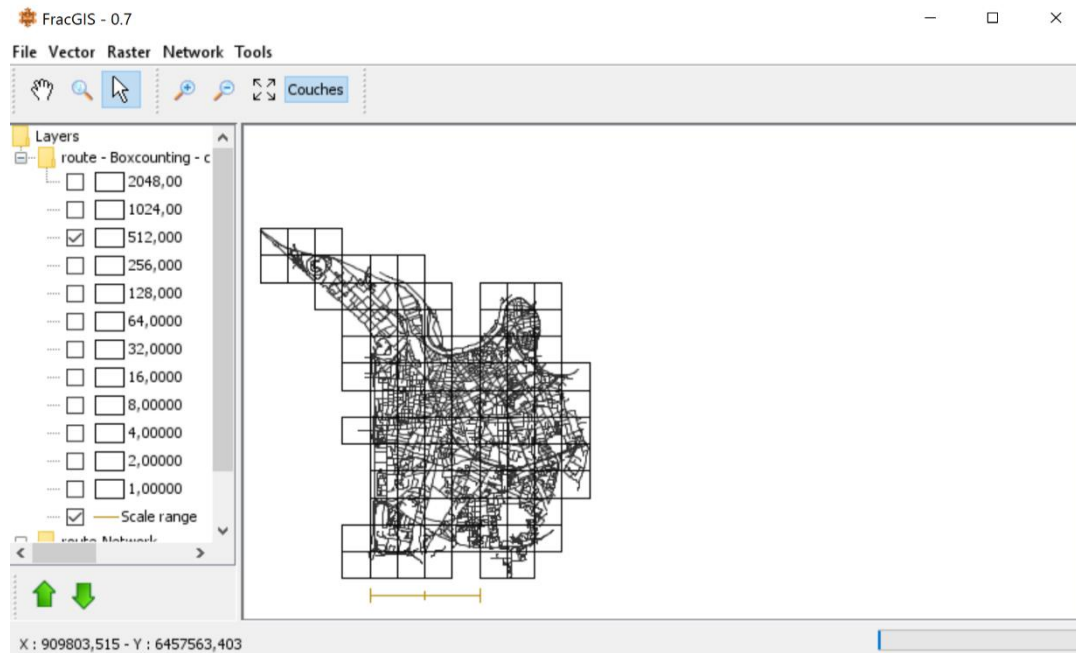 FracGIS - 0.7
File Vector Raster Network Tools
Couches
Layers
route - Boxcounting - c
2048,00
1024,00
512,000
256,000
128,000
64,0000
32,0000
16,0000
8,00000
4,00000
2,00000
1,00000
Scale range
route Network
X : 909803,515 - Y : 6457563,403